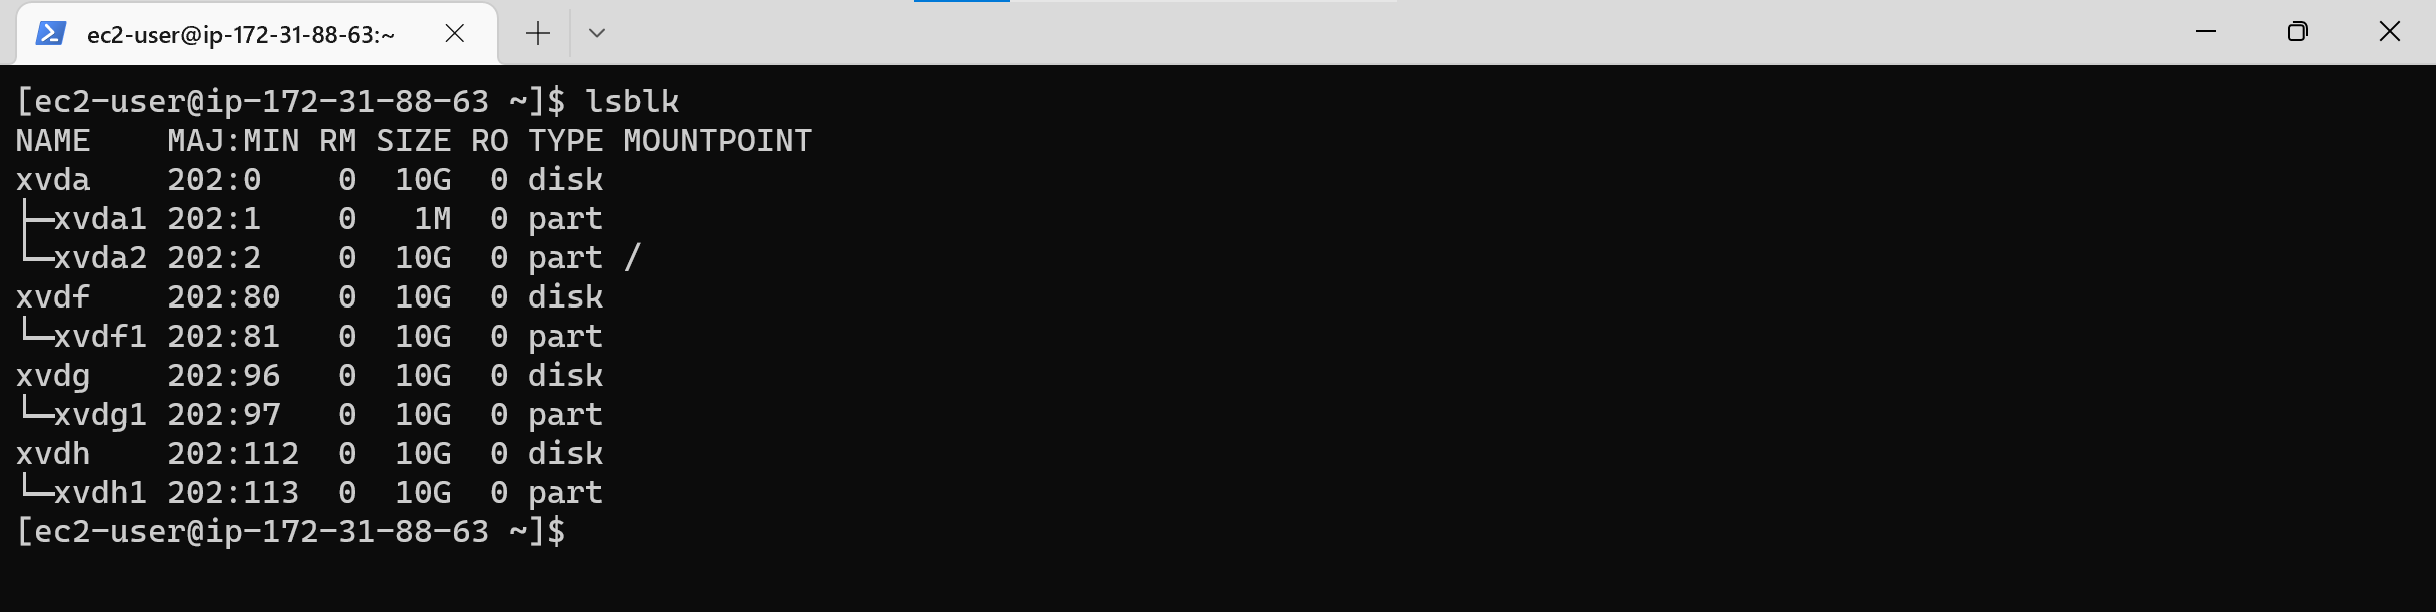 ec2-user@ip-172-31-88-63:~
[ec2-user@ip-172-31-88-63 ~]$ lsblk
NAME    MAJ:MIN RM SIZE RO TYPE MOUNTPOINT
xvda    202:0    0  10G  0 disk
├─xvda1 202:1    0   1M  0 part
└─xvda2 202:2    0  10G  0 part /
xvdf    202:80   0  10G  0 disk
└─xvdf1 202:81   0  10G  0 part
xvdg    202:96   0  10G  0 disk
└─xvdg1 202:97   0  10G  0 part
xvdh    202:112  0  10G  0 disk
└─xvdh1 202:113  0  10G  0 part
[ec2-user@ip-172-31-88-63 ~]$